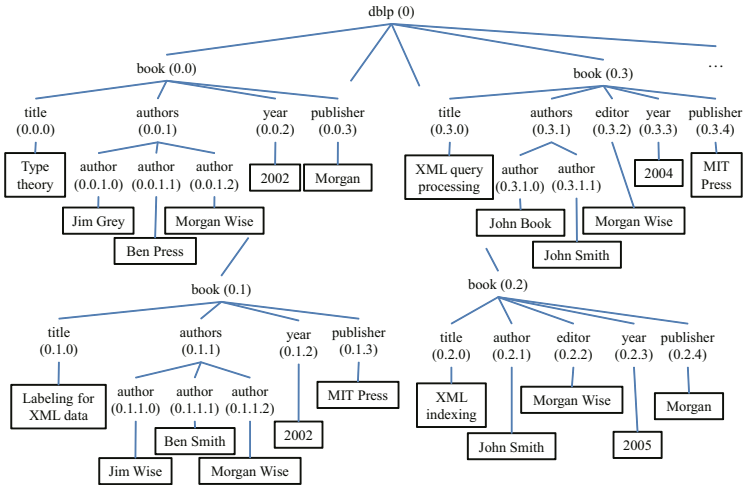 dblp (0)
book (0.0)
book (0.3)
...
title
(0.0.0)
authors
(0.0.1)
year
(0.0.2)
publisher
(0.0.3)
title
(0.3.0)
authors
(0.3.1)
editor
(0.3.2)
year
(0.3.3)
publisher
(0.3.4)
Type
theory
author
(0.0.1.0)
author
(0.0.1.1)
author
(0.0.1.2)
2002
Morgan
XML query
processing
author
(0.3.1.0)
author
(0.3.1.1)
2004
MIT
Press
Jim Grey
Ben Press
Morgan Wise
John Book
John Smith
Morgan Wise
book (0.1)
book (0.2)
title
(0.1.0)
authors
(0.1.1)
year
(0.1.2)
publisher
(0.1.3)
title
(0.2.0)
author
(0.2.1)
editor
(0.2.2)
year
(0.2.3)
publisher
(0.2.4)
Labeling for
XML data
author
(0.1.1.0)
author
(0.1.1.1)
author
(0.1.1.2)
MIT Press
XML
indexing
Morgan Wise
Morgan
Ben Smith
2002
John Smith
2005
Jim Wise
Morgan Wise